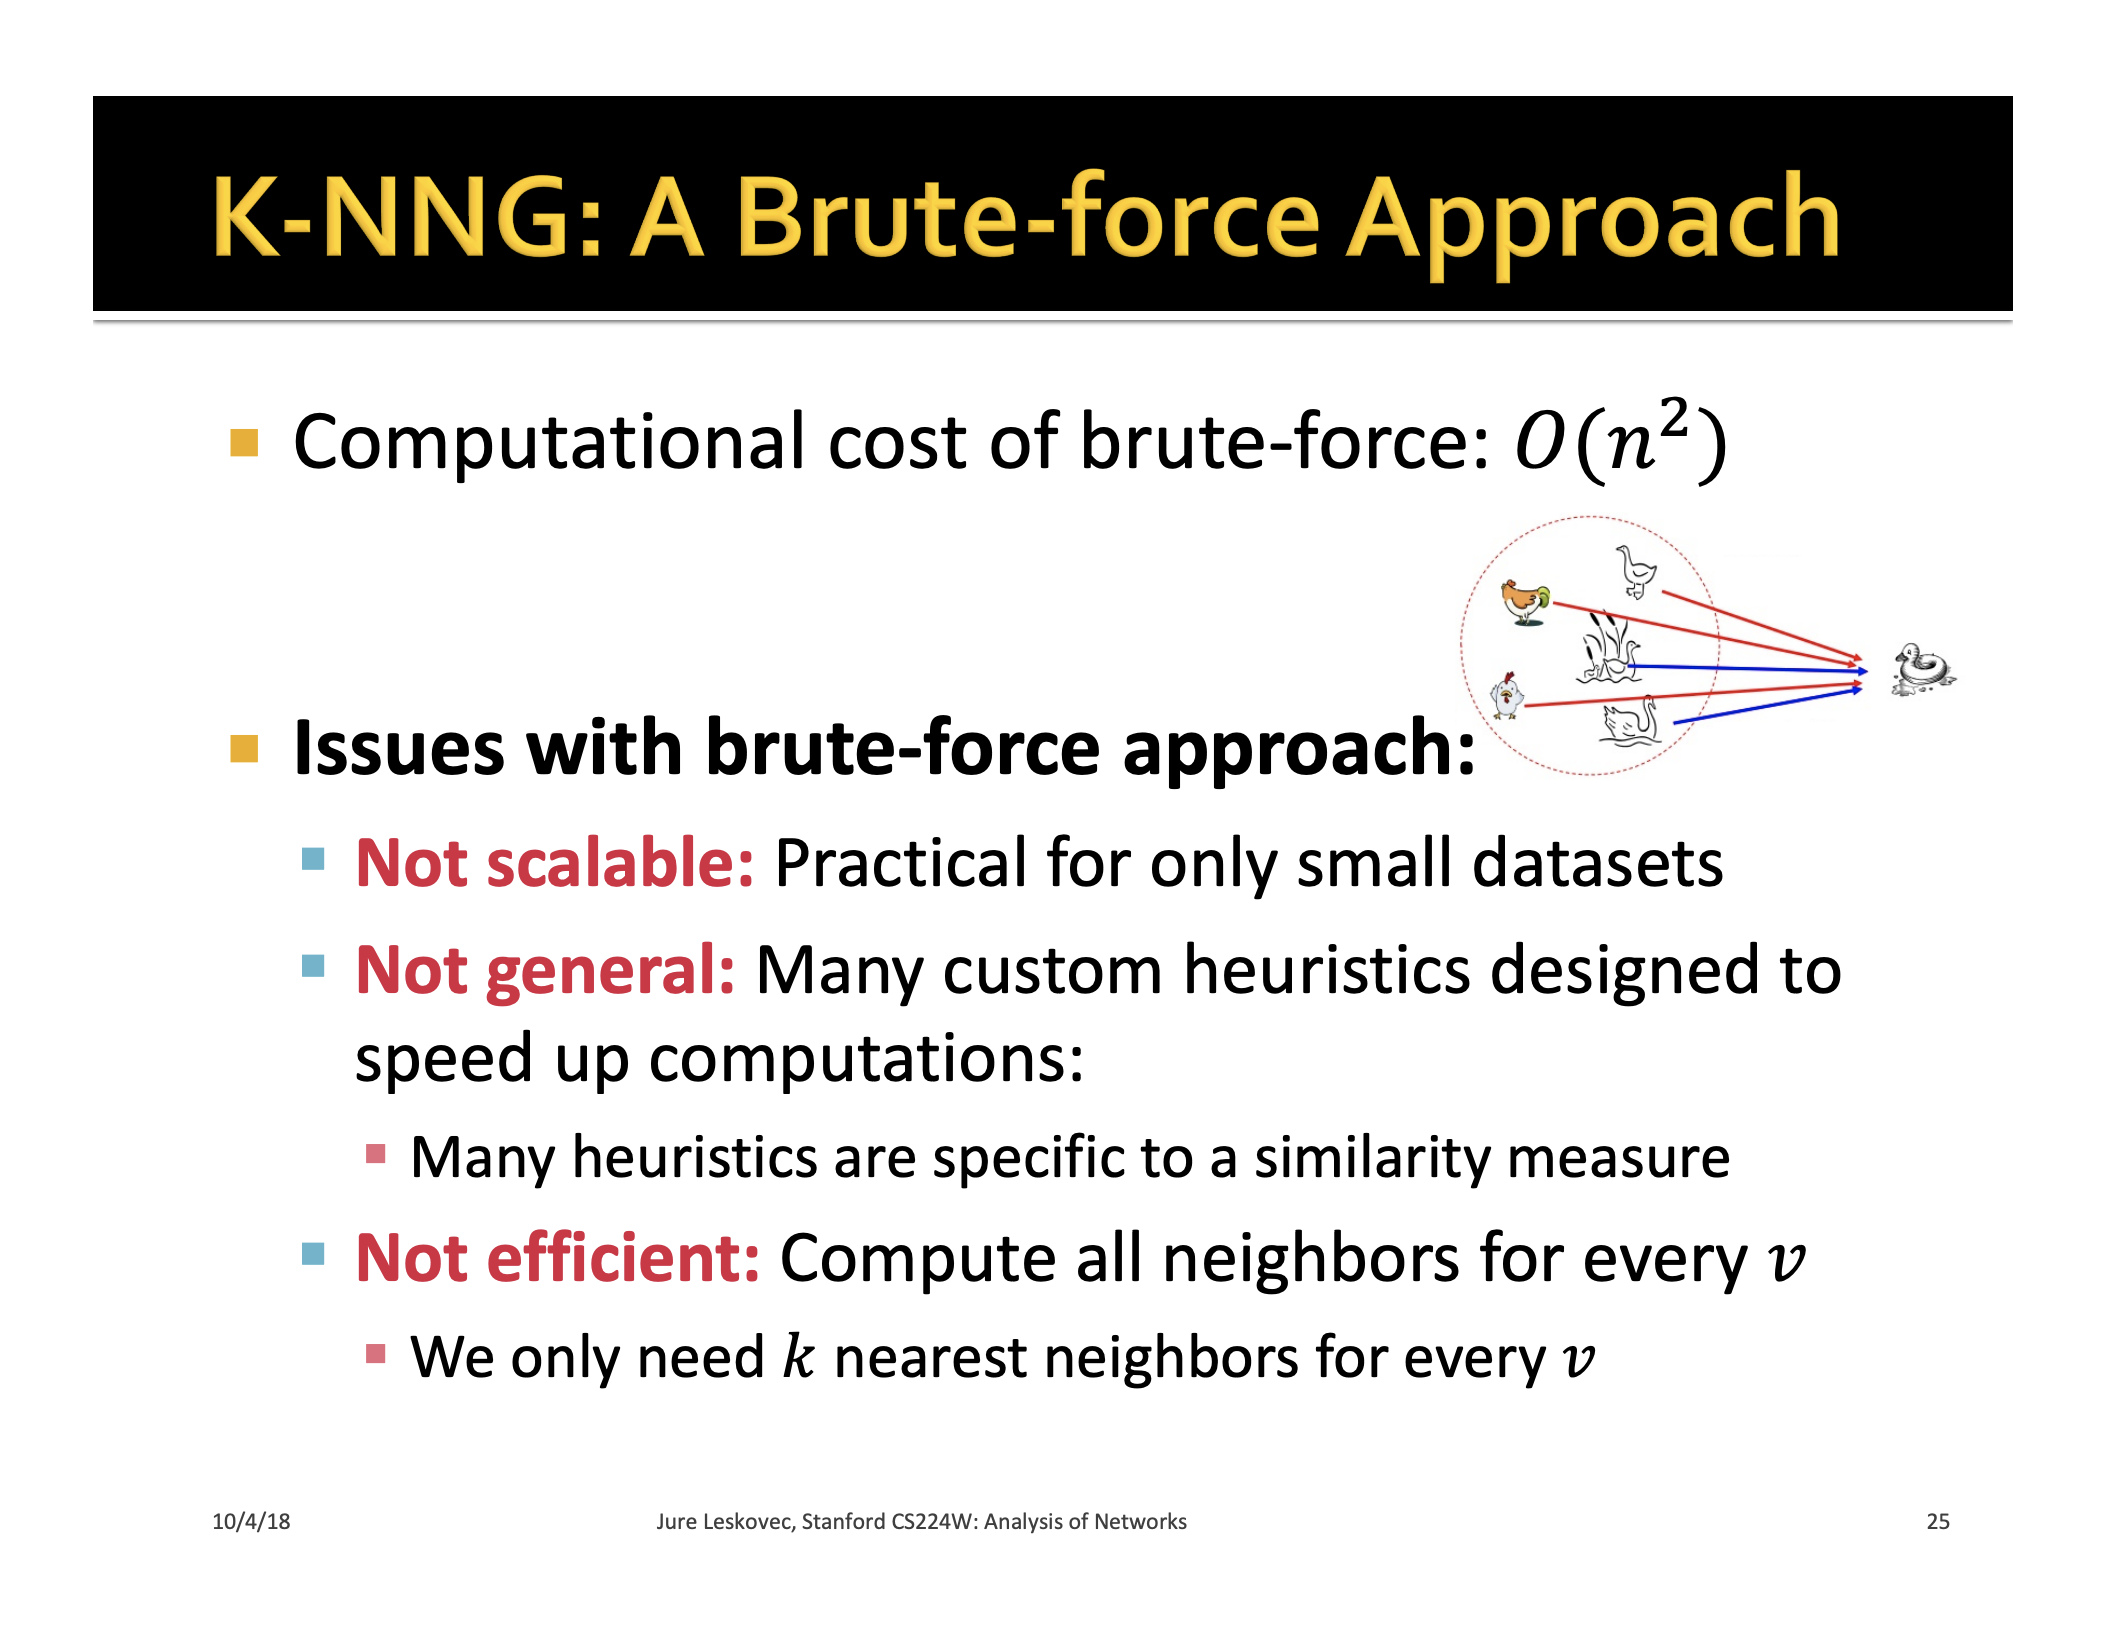 K-NNG: A Brute-force Approach
Computational cost of brute-force: O(n²)
Issues with brute-force approach:
Not scalable: Practical for only small datasets
Not general: Many custom heuristics designed to
speed up computations:
Many heuristics are specific to a similarity measure
Not efficient: Compute all neighbors for every v
We only need k nearest neighbors for every v
10/4/18
Jure Leskovec, Stanford CS224W: Analysis of Networks
25